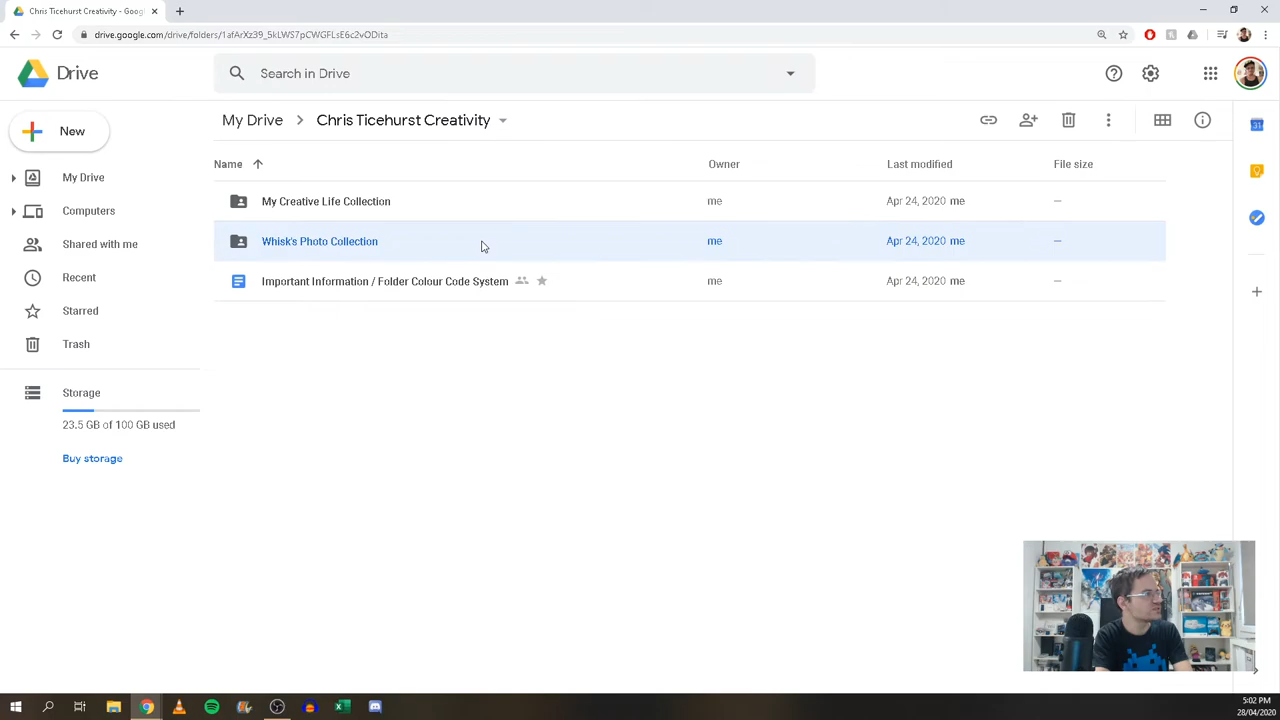 Chris Ticehurst Creativity - Goog
drive.google.com/drive/folders/1afArXz39_5kLWS7pCWGFLsE6c2vODita
Drive
Search in Drive
New
My Drive
Chris Ticehurst Creativity
Name
Owner
Last modified
File size
My Drive
Computers
Shared with me
Recent
Starred
Trash
Storage
23.5 GB of 100 GB used
Buy storage
My Creative Life Collection
me
Apr 24, 2020 me
—
Whisk's Photo Collection
me
Apr 24, 2020 me
—
Important Information / Folder Colour Code System
me
Apr 24, 2020 me
—
31
5:02 PM
28/04/2020